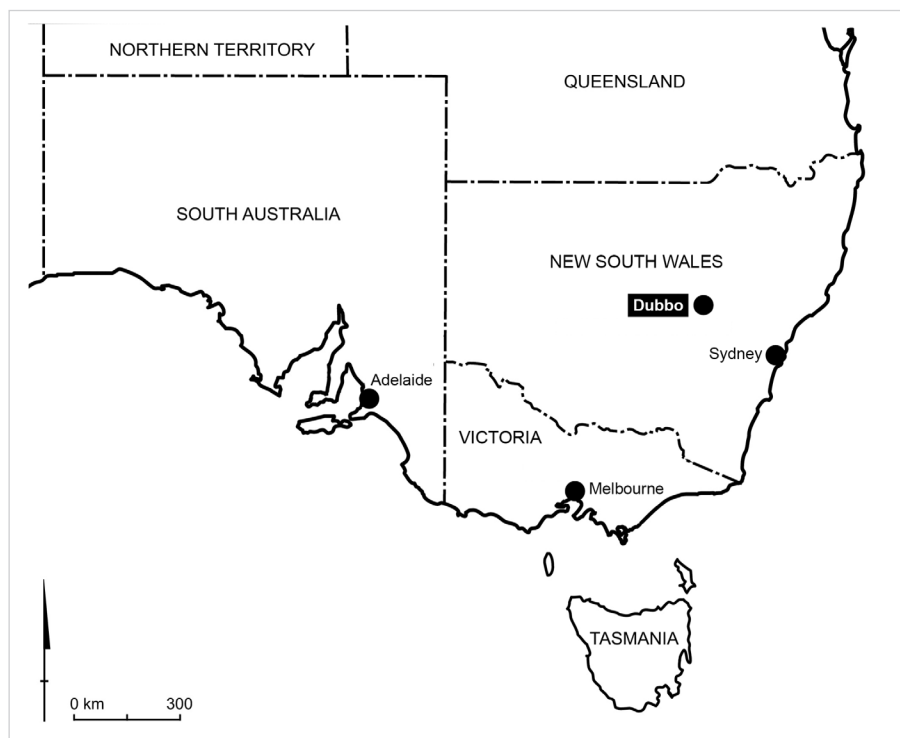 NORTHERN TERRITORY
QUEENSLAND
SOUTH AUSTRALIA
NEW SOUTH WALES
Dubbo
Sydney
Adelaide
VICTORIA
Melbourne
TASMANIA
0 km 300